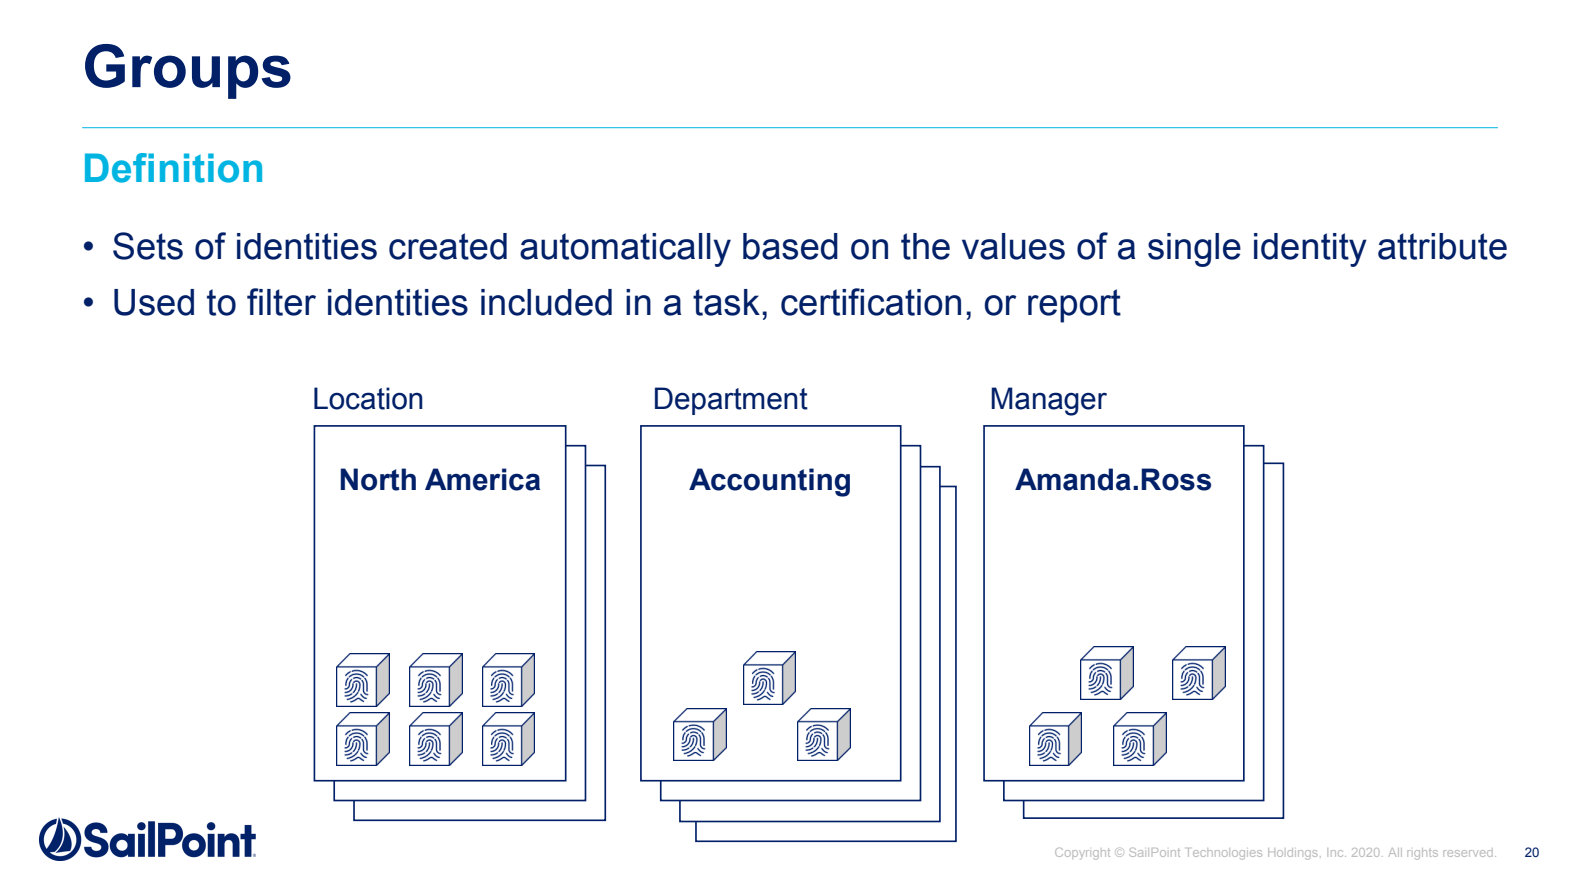 Groups
Definition
• Sets of identities created automatically based on the values of a single identity attribute
• Used to filter identities included in a task, certification, or report
Location
Department
Manager
North America
Accounting
Amanda.Ross
SailPoint
Copyright © SailPoint Technologies Holdings, Inc. 2020. All rights reserved.
20